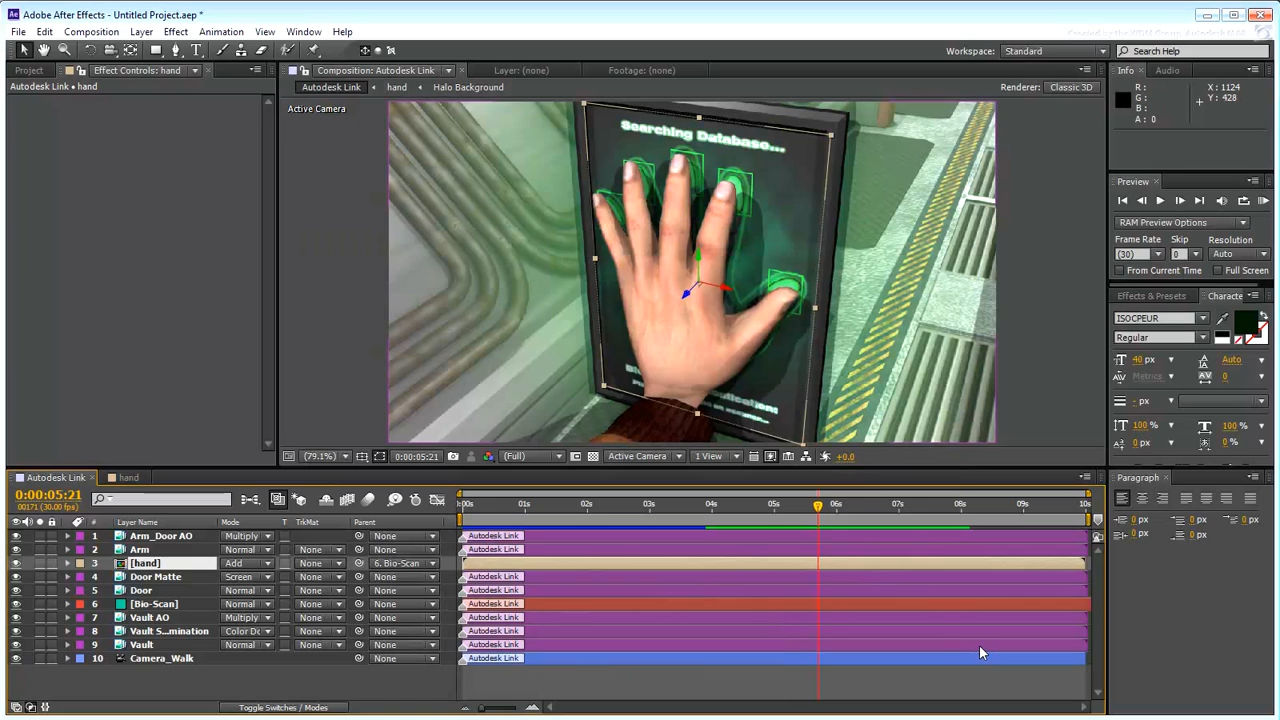 Adobe After Effects - Untitled Project.aep *
File Edit Composition Layer Effect Animation View Window Help
Workspace: Standard Search Help
Project Effect Controls: hand Composition: Autodesk Link Layer: (none) Footage: (none) Info Audio
Autodesk Link • hand Autodesk Link hand Halo Background Renderer: Classic 3D
R: X: 1124
G: Y: 428
B:
A: 0
Active Camera
Searching Database...
Preview
RAM Preview Options
Frame Rate Skip Resolution
(30) 0 Auto
From Current Time Full Screen
Effects & Presets Characte
ISOCPEUR
Regular
40 px Auto
Metrics 0
- px
100 % 100 %
0 px 0 %
(79.1%) 0:00:05:21 (Full) Active Camera 1 View +0.0
Autodesk Link hand Paragraph
0:00:05:21
00171 (30.00 fps)
:00s 01s 02s 03s 04s 05s 06s 07s 08s 09s 10s
# Layer Name Mode T TrkMat Parent
0 px 0 px 0 px
0 px 0 px
1 Arm_Door AO Multiply None Autodesk Link
2 Arm Normal None None Autodesk Link
3 [hand] Add None 6. Bio-Scan
4 Door Matte Screen None None Autodesk Link
5 Door Normal None None Autodesk Link
6 [Bio-Scan] Normal None None Autodesk Link
7 Vault AO Multiply None None Autodesk Link
8 Vault S...mination Color Do None None Autodesk Link
9 Vault Normal None None Autodesk Link
10 Camera_Walk None Autodesk Link
Toggle Switches / Modes